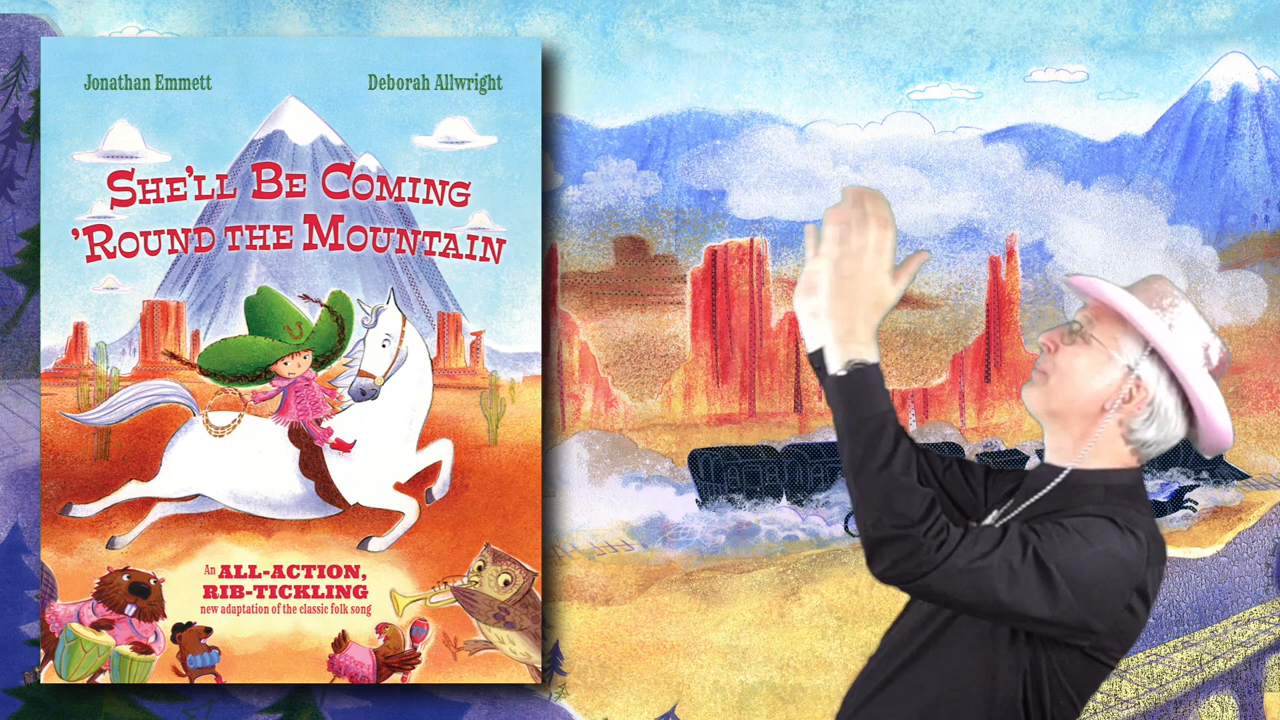 Jonathan Emmett
Deborah Allwright
SHE'LL BE COMING
'ROUND THE MOUNTAIN
An ALL-ACTION,
RIB-TICKLING
new adaptation of the classic folk song